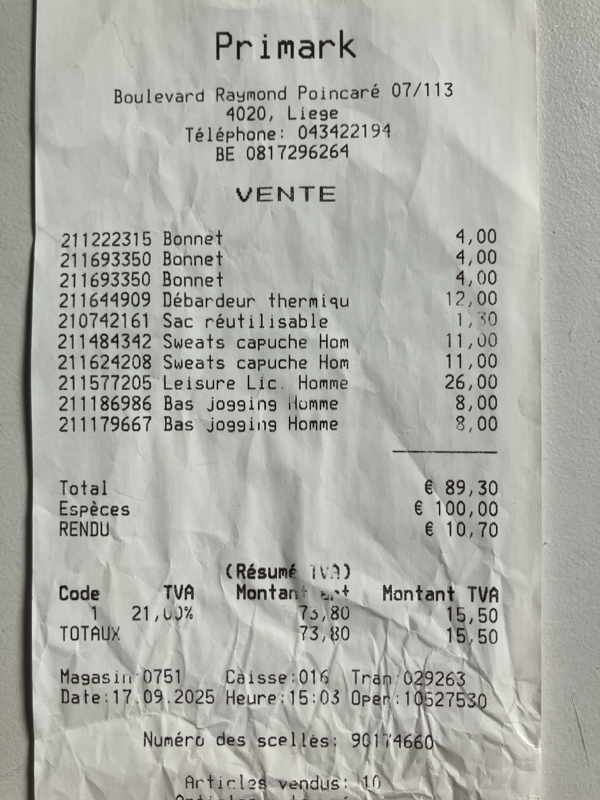 Primark
Boulevard Raymond Poincaré 07/113
4020, Liege
Téléphone: 043422194
BE 0817296264
VENTE
211222315 Bonnet 4,00
211693350 Bonnet 4,00
211693350 Bonnet 4,00
211644909 Débardeur thermiqu 12,00
210742161 Sac réutilisable 1,30
211484342 Sweats capuche Hom 11,00
211624208 Sweats capuche Hom 11,00
211577205 Leisure Lic. Homme 26,00
211186986 Bas jogging Homme 8,00
211179667 Bas jogging Homme 8,00
Total € 89,30
Espèces € 100,00
RENDU € 10,70
(Résumé TVA)
Code TVA Montant Montant TVA
1 21,00% 73,80 15,50
TOTAUX 73,80 15,50
Magasin:0751 Caisse:016 Tran:029263
Date:17.09.2025 Heure:15:03 Oper:10527530
Numéro des scellés: 90174660
Articles vendus: 10